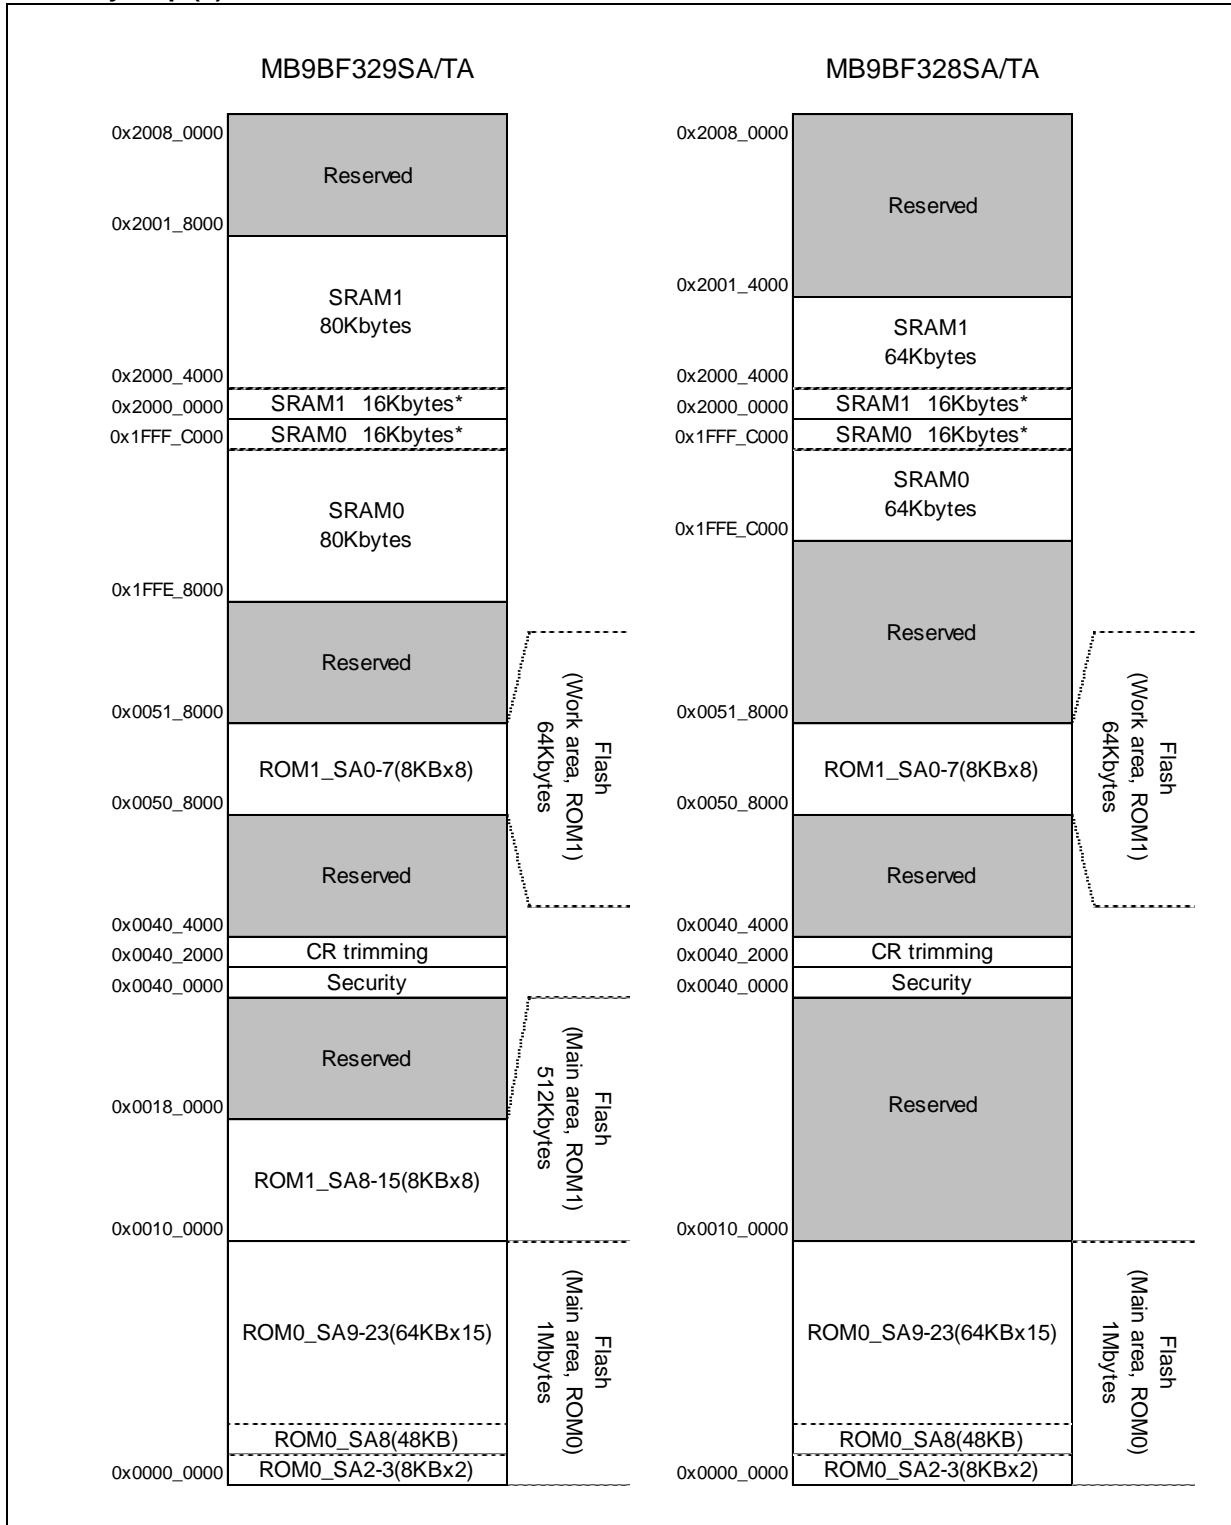 MB9BF329SA/TA
0x2008_0000
Reserved
0x2001_8000
SRAM1
80Kbytes
0x2000_4000
SRAM1 16Kbytes*
0x2000_0000
SRAM0 16Kbytes*
0x1FFF_C000
SRAM0
80Kbytes
0x1FFE_8000
Reserved
0x0051_8000
ROM1_SA0-7(8KBx8)
0x0050_8000
Flash
(Work area, ROM1)
64Kbytes
Reserved
0x0040_4000
CR trimming
0x0040_2000
Security
0x0040_0000
Reserved
0x0018_0000
Flash
(Main area, ROM1)
512Kbytes
ROM1_SA8-15(8KBx8)
0x0010_0000
ROM0_SA9-23(64KBx15)
Flash
(Main area, ROM0)
1Mbytes
ROM0_SA8(48KB)
ROM0_SA2-3(8KBx2)
0x0000_0000
MB9BF328SA/TA
0x2008_0000
Reserved
0x2001_4000
SRAM1
64Kbytes
0x2000_4000
SRAM1 16Kbytes*
0x2000_0000
SRAM0 16Kbytes*
0x1FFF_C000
SRAM0
64Kbytes
0x1FFE_C000
Reserved
0x0051_8000
ROM1_SA0-7(8KBx8)
0x0050_8000
Flash
(Work area, ROM1)
64Kbytes
Reserved
0x0040_4000
CR trimming
0x0040_2000
Security
0x0040_0000
Reserved
0x0010_0000
ROM0_SA9-23(64KBx15)
Flash
(Main area, ROM0)
1Mbytes
ROM0_SA8(48KB)
ROM0_SA2-3(8KBx2)
0x0000_0000